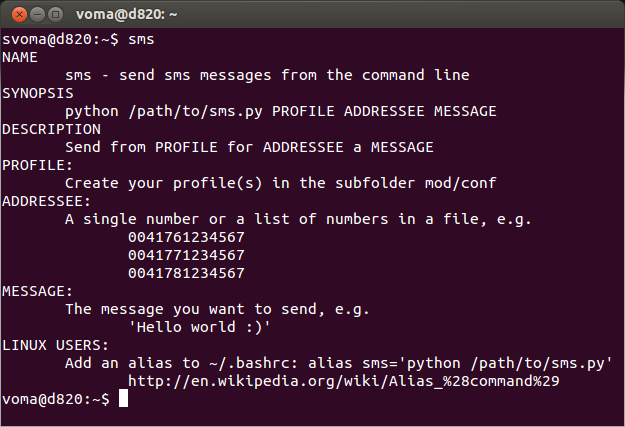 voma@d820: ~
svoma@d820:~$ sms
NAME
sms - send sms messages from the command line
SYNOPSIS
python /path/to/sms.py PROFILE ADDRESSEE MESSAGE
DESCRIPTION
Send from PROFILE for ADDRESSEE a MESSAGE
PROFILE:
Create your profile(s) in the subfolder mod/conf
ADDRESSEE:
A single number or a list of numbers in a file, e.g.
0041761234567
0041771234567
0041781234567
MESSAGE:
The message you want to send, e.g.
'Hello world :)'
LINUX USERS:
Add an alias to ~/.bashrc: alias sms='python /path/to/sms.py'
http://en.wikipedia.org/wiki/Alias_%28command%29
voma@d820:~$